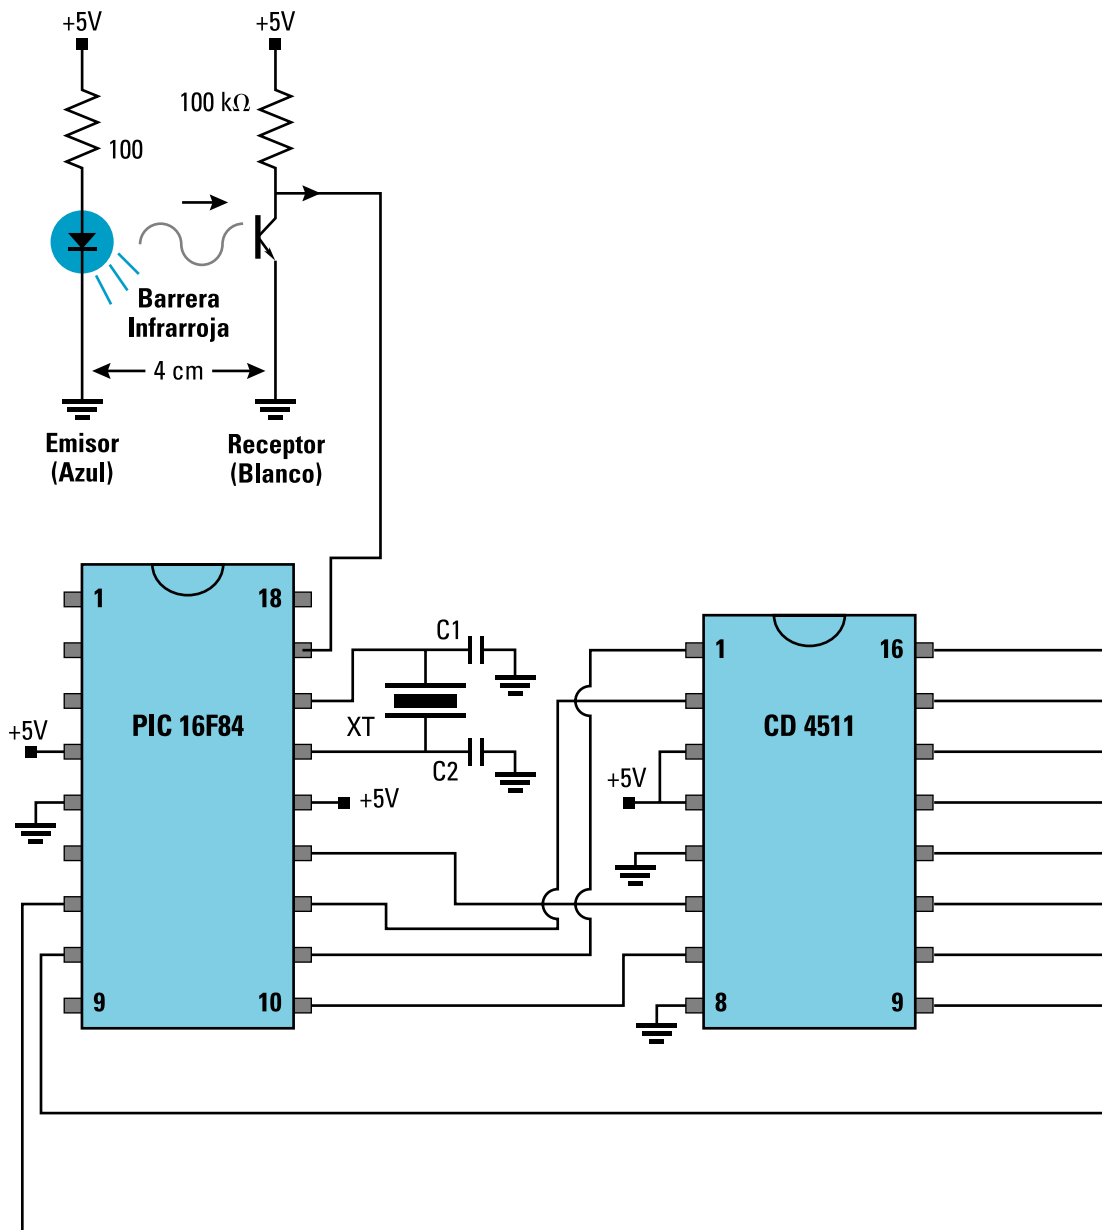 +5V
+5V
100 kΩ
100
Barrera
Infrarroja
4 cm
Emisor
(Azul)
Receptor
(Blanco)
1
18
PIC 16F84
9
10
+5V
C1
XT
C2
+5V
1
16
CD 4511
+5V
8
9